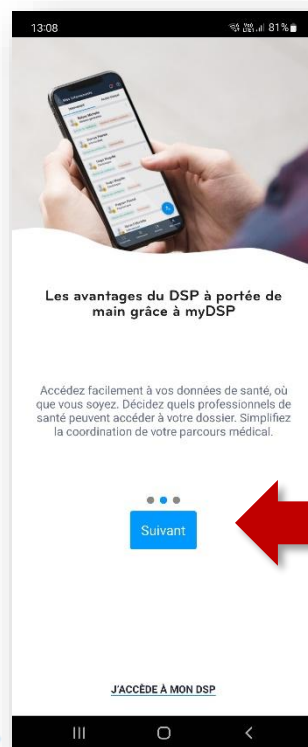 13:08
81%
Les avantages du DSP à portée de
main grâce à myDSP
Accédez facilement à vos données de santé, où
que vous soyez. Décidez quels professionnels de
santé peuvent accéder à votre dossier. Simplifiez
la coordination de votre parcours médical.
Suivant
J'ACCÈDE À MON DSP